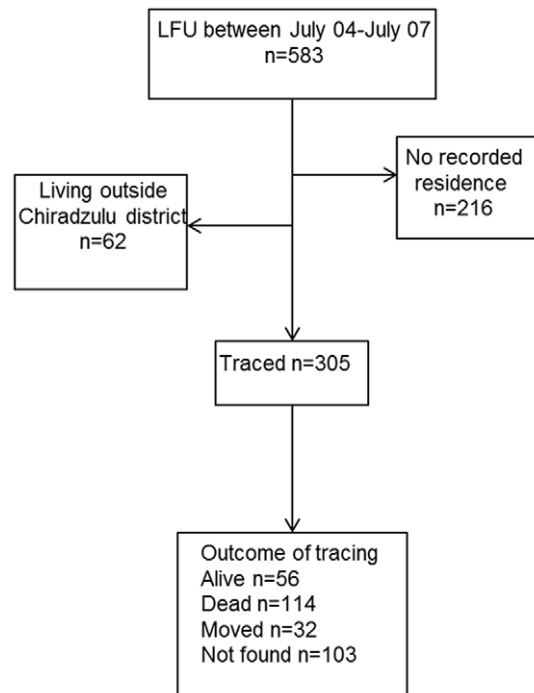 LFU between July 04-July 07
n=583
No recorded
residence
n=216
Living outside
Chiradzulu district
n=62
Traced n=305
Outcome of tracing
Alive n=56
Dead n=114
Moved n=32
Not found n=103